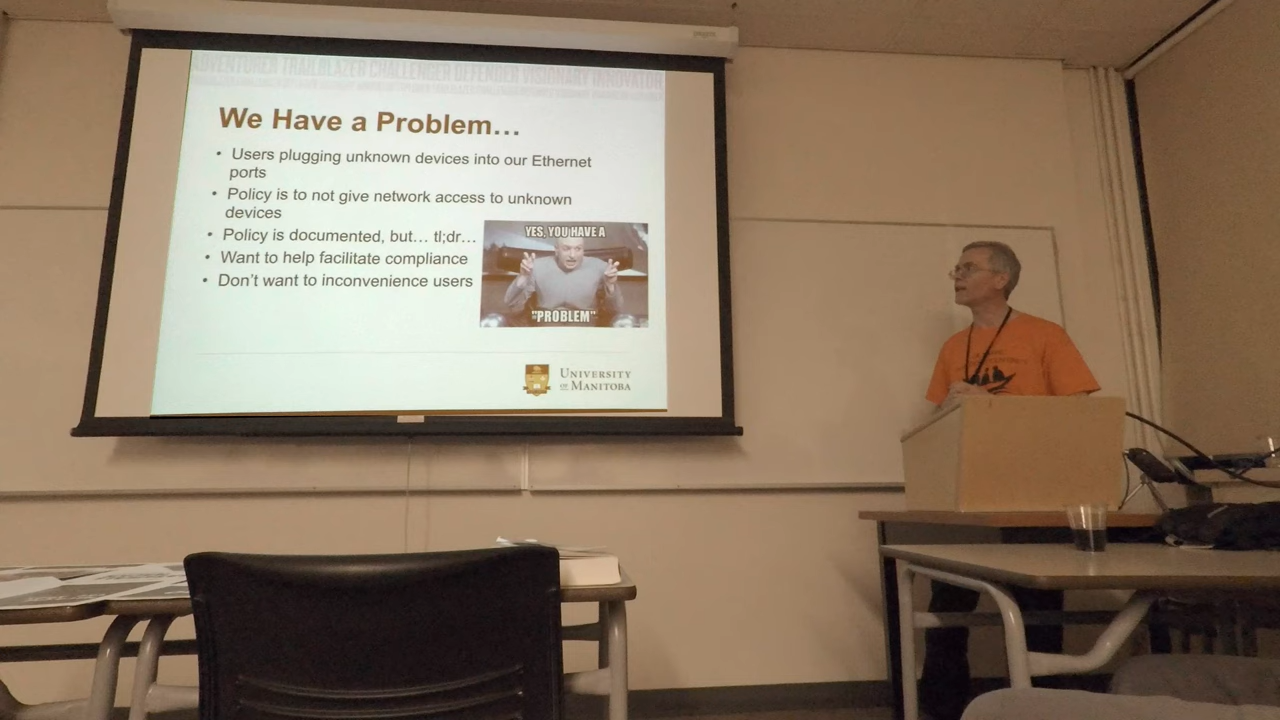 ADVENTURER TRAILBLAZER CHALLENGER DEFENDER VISIONARY INNOVATOR
We Have a Problem…
• Users plugging unknown devices into our Ethernet
ports
• Policy is to not give network access to unknown
devices
• Policy is documented, but… tl;dr…
• Want to help facilitate compliance
• Don't want to inconvenience users
YES, YOU HAVE A
"PROBLEM"
UNIVERSITY
OF MANITOBA